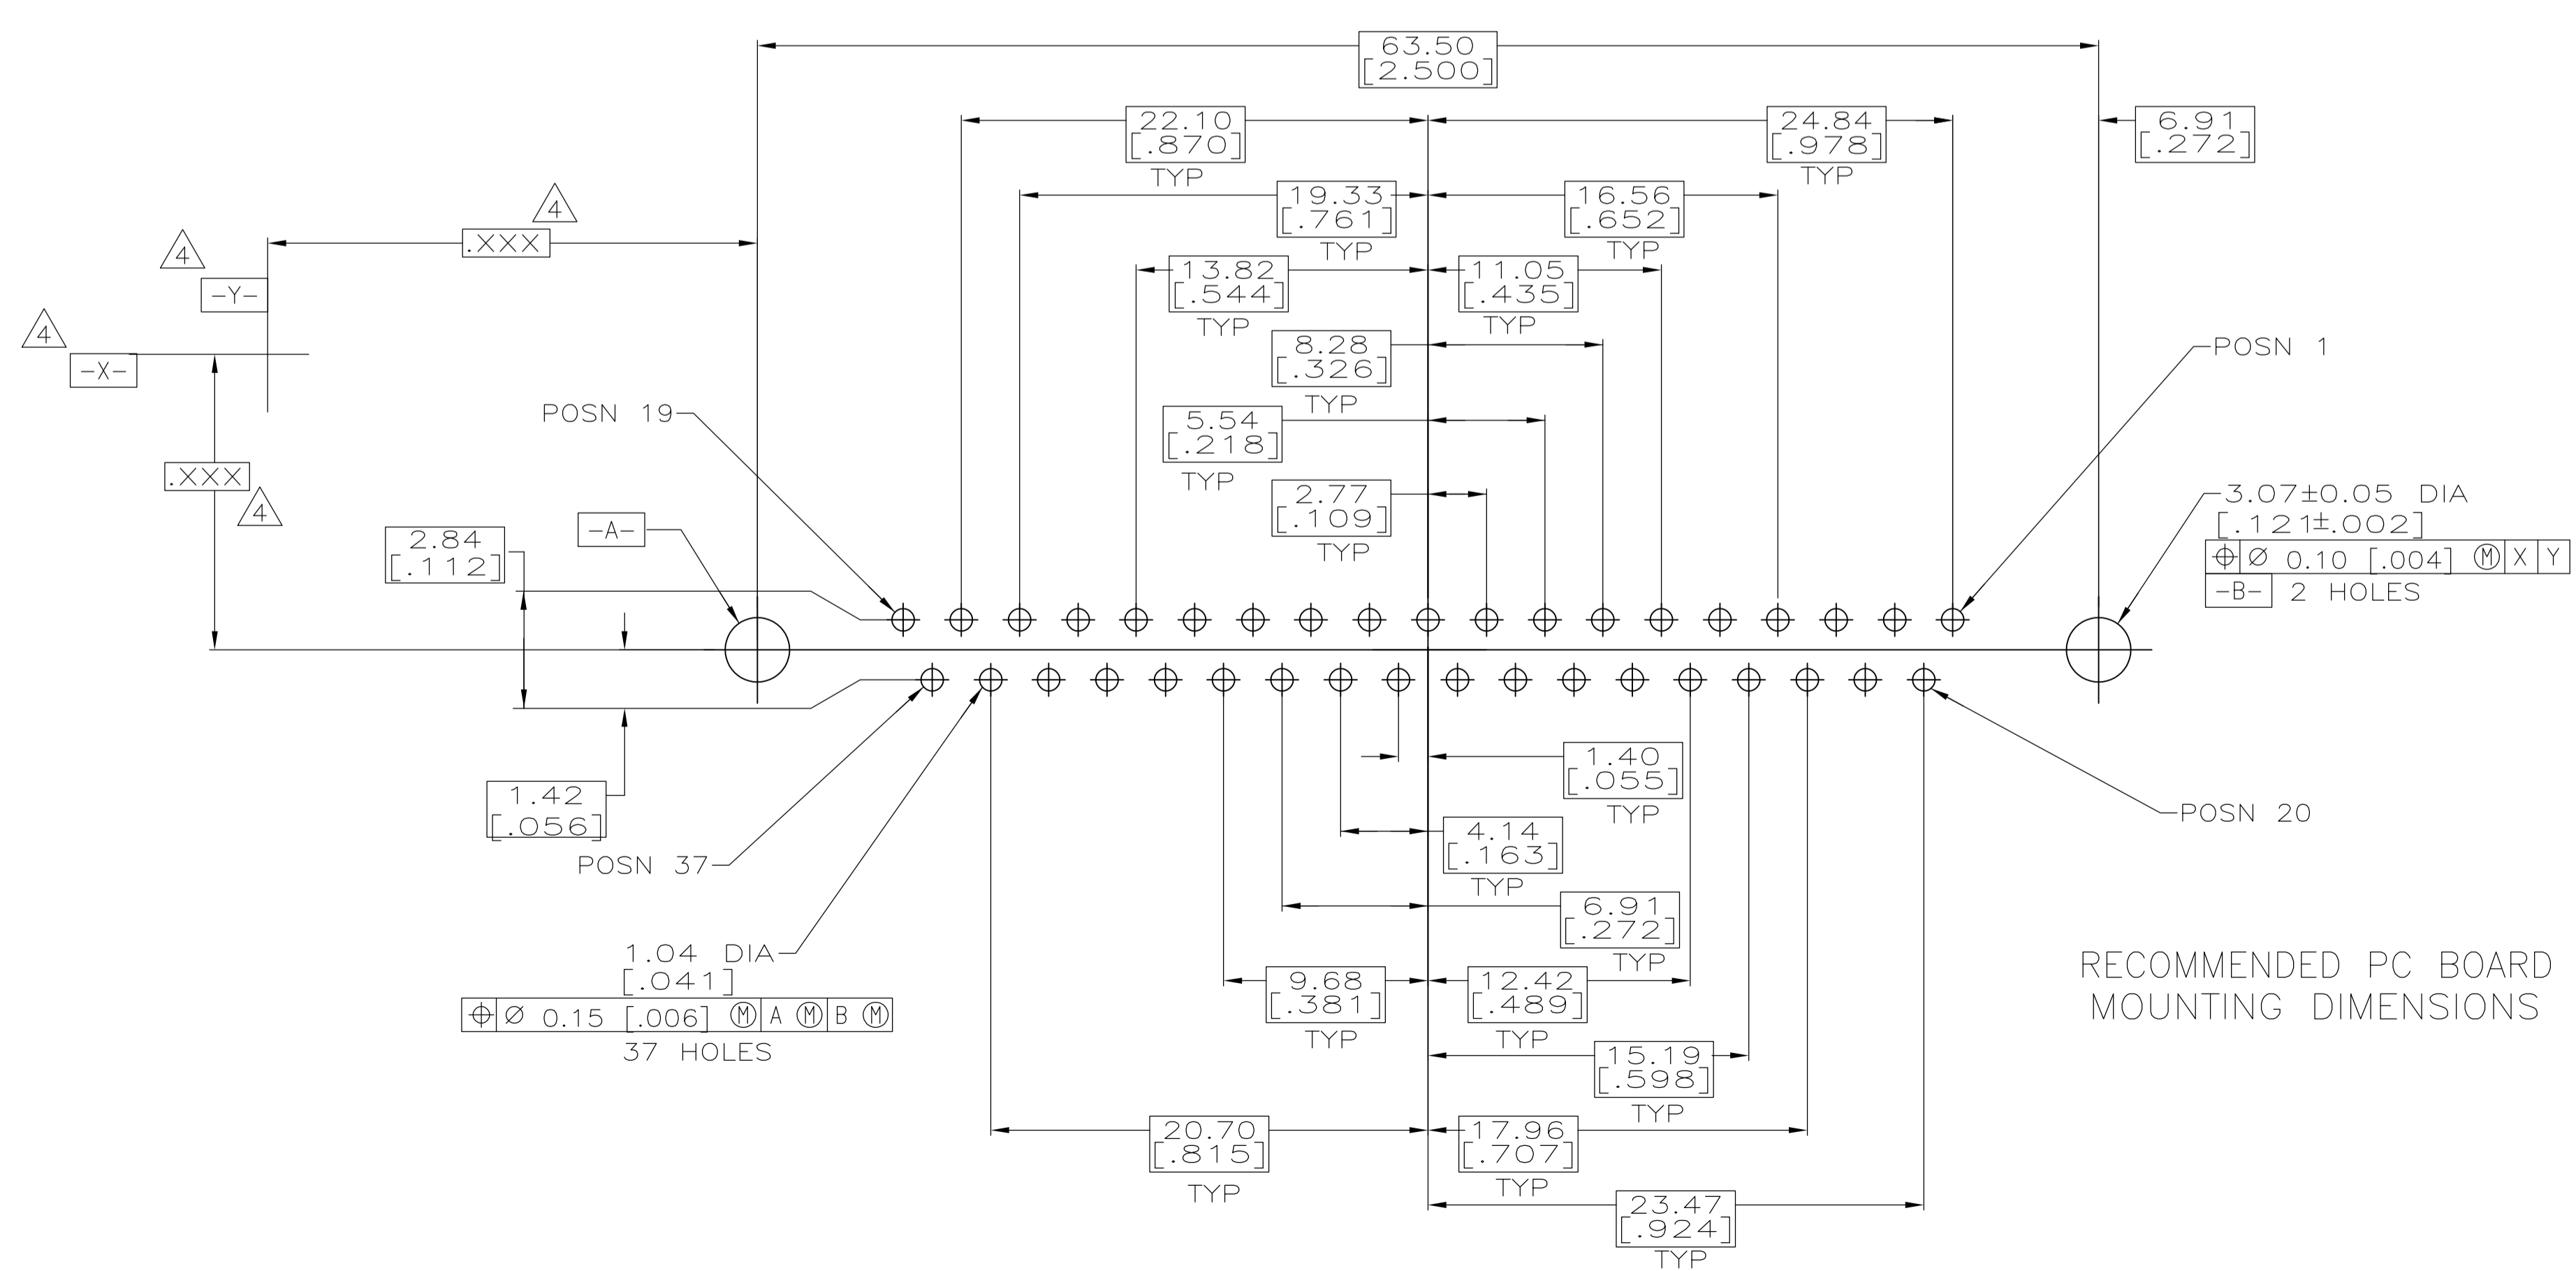 63.50
[2.500]
22.10
[.870]
TYP
24.84
[.978]
TYP
6.91
[.272]
19.33
[.761]
TYP
16.56
[.652]
TYP
4
.XXX
4
-Y-
4
-X-
13.82
[.544]
TYP
11.05
[.435]
TYP
8.28
[.326]
TYP
POSN 1
POSN 19
5.54
[.218]
TYP
.XXX
4
2.77
[.109]
TYP
3.07±0.05 DIA
[.121±.002]
⌖ ⌀ 0.10 [.004] Ⓜ X Y
-B- 2 HOLES
-A-
2.84
[.112]
1.42
[.056]
POSN 37
1.40
[.055]
TYP
POSN 20
4.14
[.163]
TYP
6.91
[.272]
TYP
1.04 DIA
[.041]
⌖ ⌀ 0.15 [.006] Ⓜ A Ⓜ B Ⓜ
37 HOLES
9.68
[.381]
TYP
12.42
[.489]
TYP
RECOMMENDED PC BOARD
MOUNTING DIMENSIONS
15.19
[.598]
TYP
20.70
[.815]
TYP
17.96
[.707]
TYP
23.47
[.924]
TYP